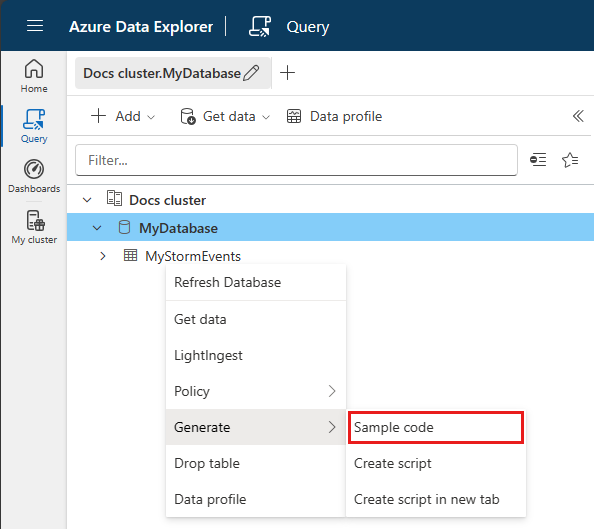 Azure Data Explorer Query
Home
Query
Dashboards
My cluster
Docs cluster.MyDatabase
Add Get data Data profile
Filter...
Docs cluster
MyDatabase
MyStormEvents
Refresh Database
Get data
LightIngest
Policy
Generate
Drop table
Data profile
Sample code
Create script
Create script in new tab